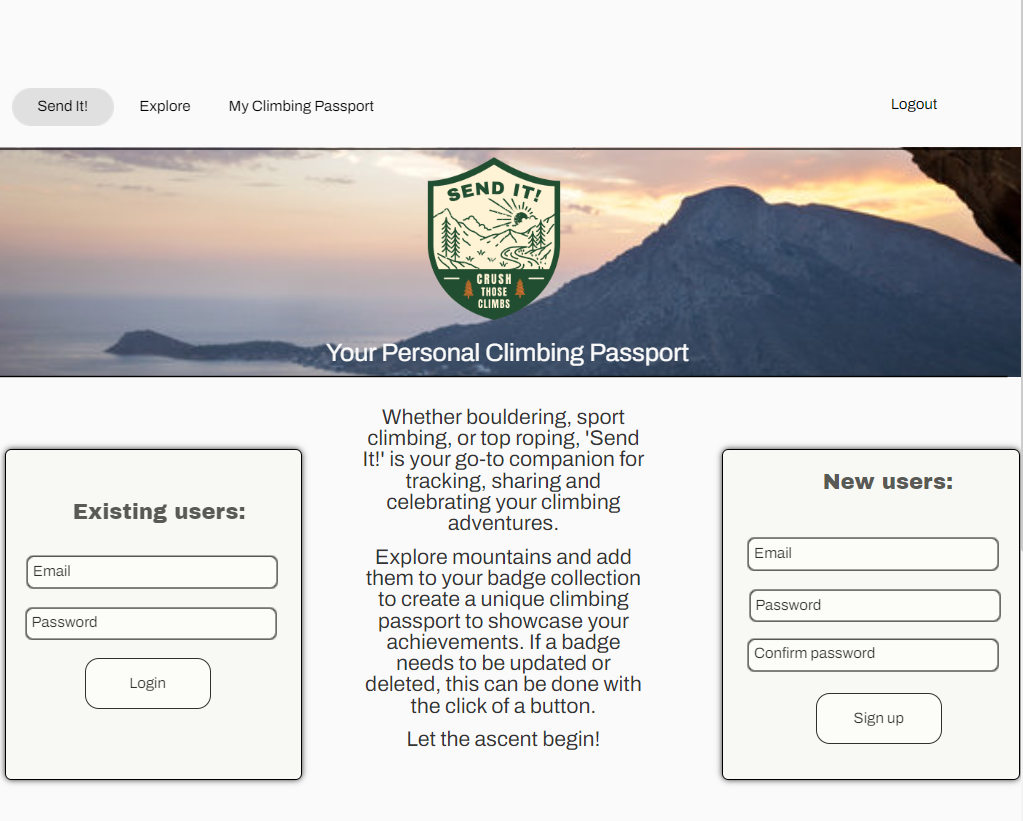 Send It!
Explore
My Climbing Passport
Logout
SEND IT!
CRUSH
THOSE
CLIMBS
Your Personal Climbing Passport
Existing users:
Email
Password
Login
Whether bouldering, sport
climbing, or top roping, 'Send
It!' is your go-to companion for
tracking, sharing and
celebrating your climbing
adventures.
Explore mountains and add
them to your badge collection
to create a unique climbing
passport to showcase your
achievements. If a badge
needs to be updated or
deleted, this can be done with
the click of a button.
Let the ascent begin!
New users:
Email
Password
Confirm password
Sign up